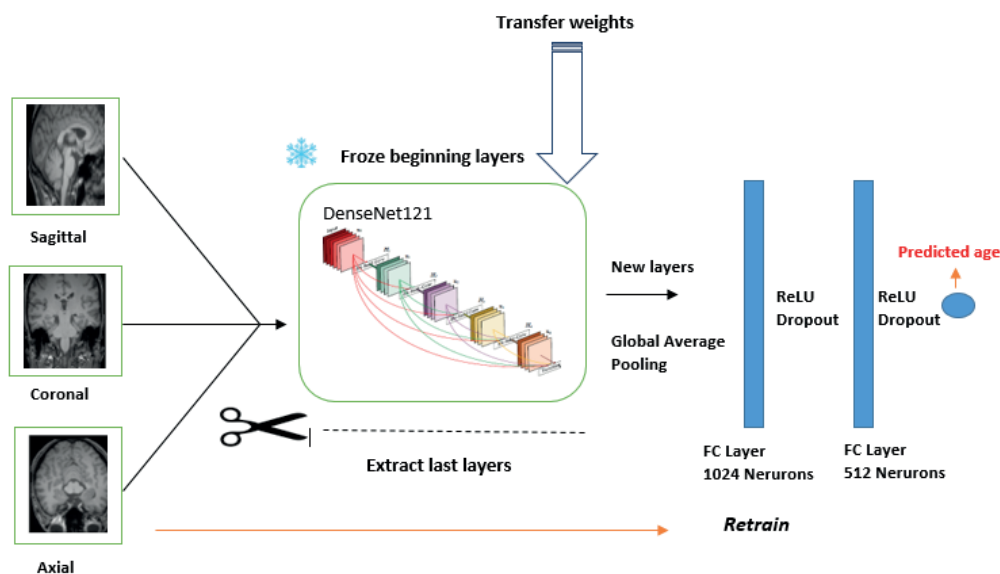 Transfer weights
Froze beginning layers
DenseNet121
Sagittal
Coronal
Axial
New layers
Global Average
Pooling
ReLU
Dropout
ReLU
Dropout
Predicted age
FC Layer
1024 Nerurons
FC Layer
512 Nerurons
Extract last layers
Retrain